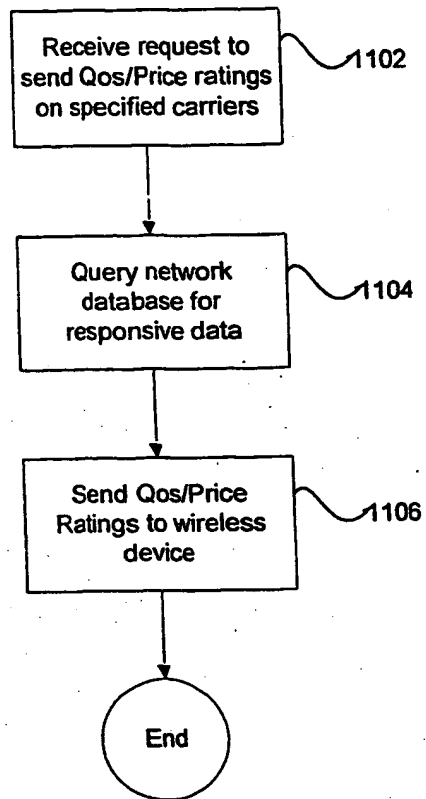 Receive request to
send Qos/Price ratings
on specified carriers
1102
Query network
database for
responsive data
1104
Send Qos/Price
Ratings to wireless
device
1106
End